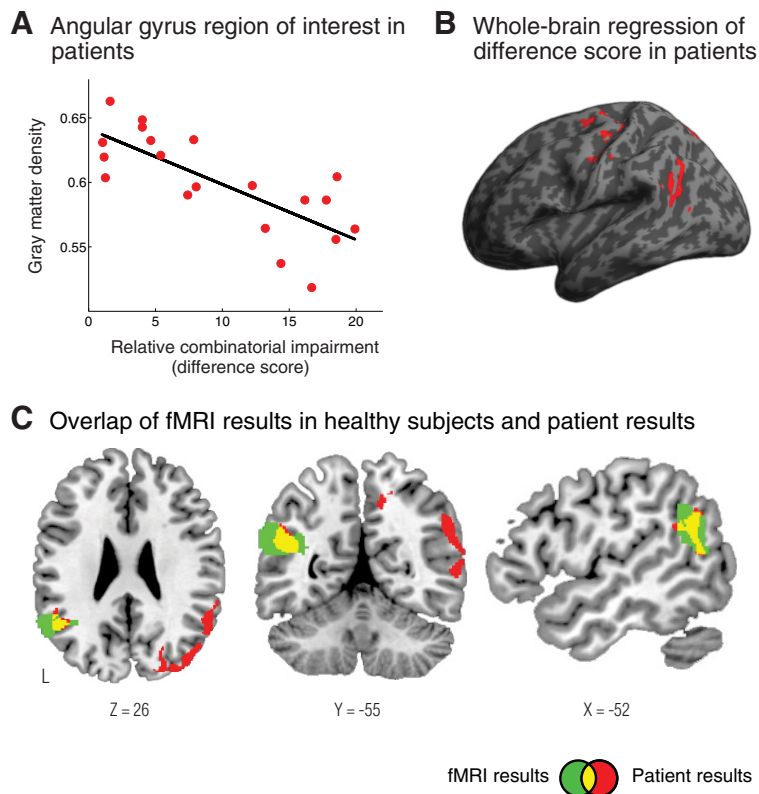 A Angular gyrus region of interest in
patients
B Whole-brain regression of
difference score in patients
Gray matter density
0.65
0.6
0.55
0 5 10 15 20
Relative combinatorial impairment
(difference score)
C Overlap of fMRI results in healthy subjects and patient results
L
Z = 26 Y = -55 X = -52
fMRI results Patient results